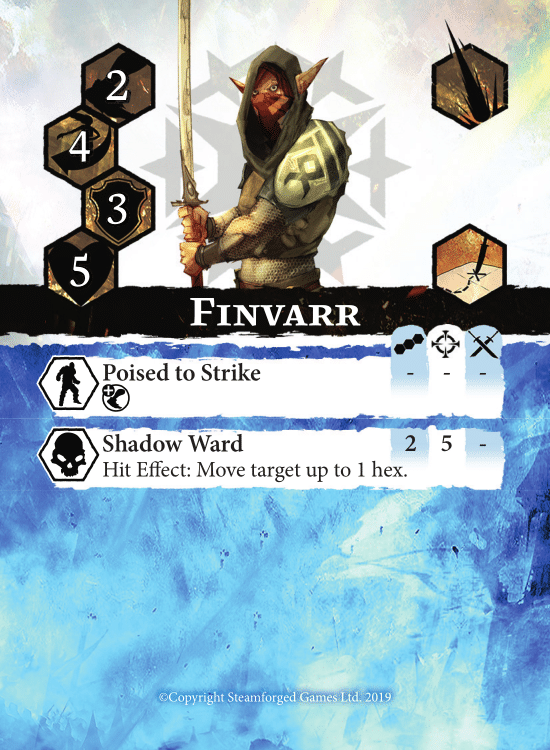 2
4
3
5
Finvarr
Poised to Strike - - -
Shadow Ward 2 5 -
Hit Effect: Move target up to 1 hex.
©Copyright Steamforged Games Ltd. 2019